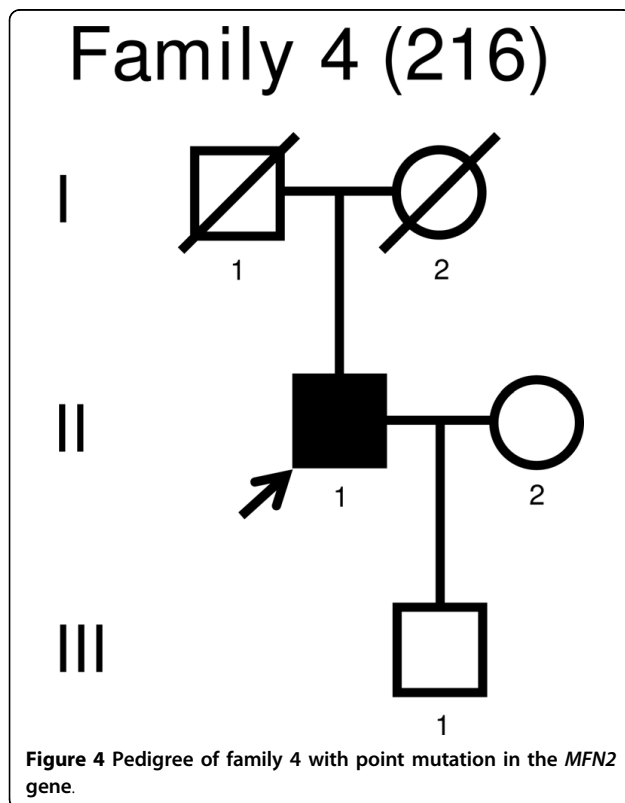 Family 4 (216)
I
1
2
II
1
2
III
1
Figure 4 Pedigree of family 4 with point mutation in the MFN2
gene.